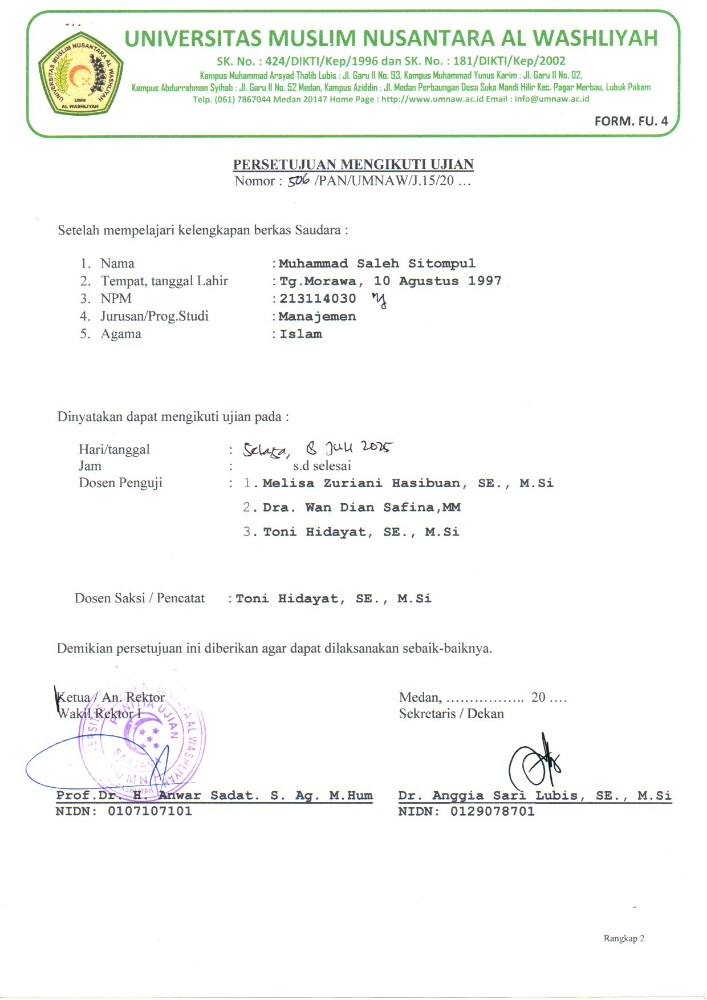 UNIVERSITAS MUSLIM NUSANTARA AL WASHLIYAH
SK. No. : 424/DIKTI/Kep/1996 dan SK. No. : 181/DIKTI/Kep/2002
Kampus Muhammad Arsyad Thalib Lubis : Jl. Garu II No. 93, Kampus Muhammad Yunus Karim : Jl. Garu II No. 02,
Kampus Abdurrahman Syihab : Jl. Garu II No. 52 Medan, Kampus Aziddin : Jl. Medan Perbaungan Desa Suka Mandi Hilir Kec. Pagar Merbau, Lubuk Pakam
Telp. (061) 7867044 Medan 20147 Home Page : http://www.umnaw.ac.id Email : info@umnaw.ac.id
UNIVERSITAS MUSLIM NUSANTARA AL WASHLIYAH
UMN
AL WASHLIYAH
FORM. FU. 4
PERSETUJUAN MENGIKUTI UJIAN
Nomor : 506 /PAN/UMNAW/J.15/20 ...
Setelah mempelajari kelengkapan berkas Saudara :
1. Nama : Muhammad Saleh Sitompul
2. Tempat, tanggal Lahir : Tg.Morawa, 10 Agustus 1997
3. NPM : 213114030
4. Jurusan/Prog.Studi : Manajemen
5. Agama : Islam
Dinyatakan dapat mengikuti ujian pada :
Hari/tanggal : Selasa, 8 Juli 2025
Jam : s.d selesai
Dosen Penguji : 1. Melisa Zuriani Hasibuan, SE., M.Si
2. Dra. Wan Dian Safina,MM
3. Toni Hidayat, SE., M.Si
Dosen Saksi / Pencatat : Toni Hidayat, SE., M.Si
Demikian persetujuan ini diberikan agar dapat dilaksanakan sebaik-baiknya.
Ketua / An. Rektor
Wakil Rektor I
Medan, ................. 20 ....
Sekretaris / Dekan
PANITIA UJIAN
SARJANA
UMN
AL WASHLIYAH
Prof.Dr. H. Anwar Sadat. S. Ag. M.Hum
NIDN: 0107107101
Dr. Anggia Sari Lubis, SE., M.Si
NIDN: 0129078701
Rangkap 2